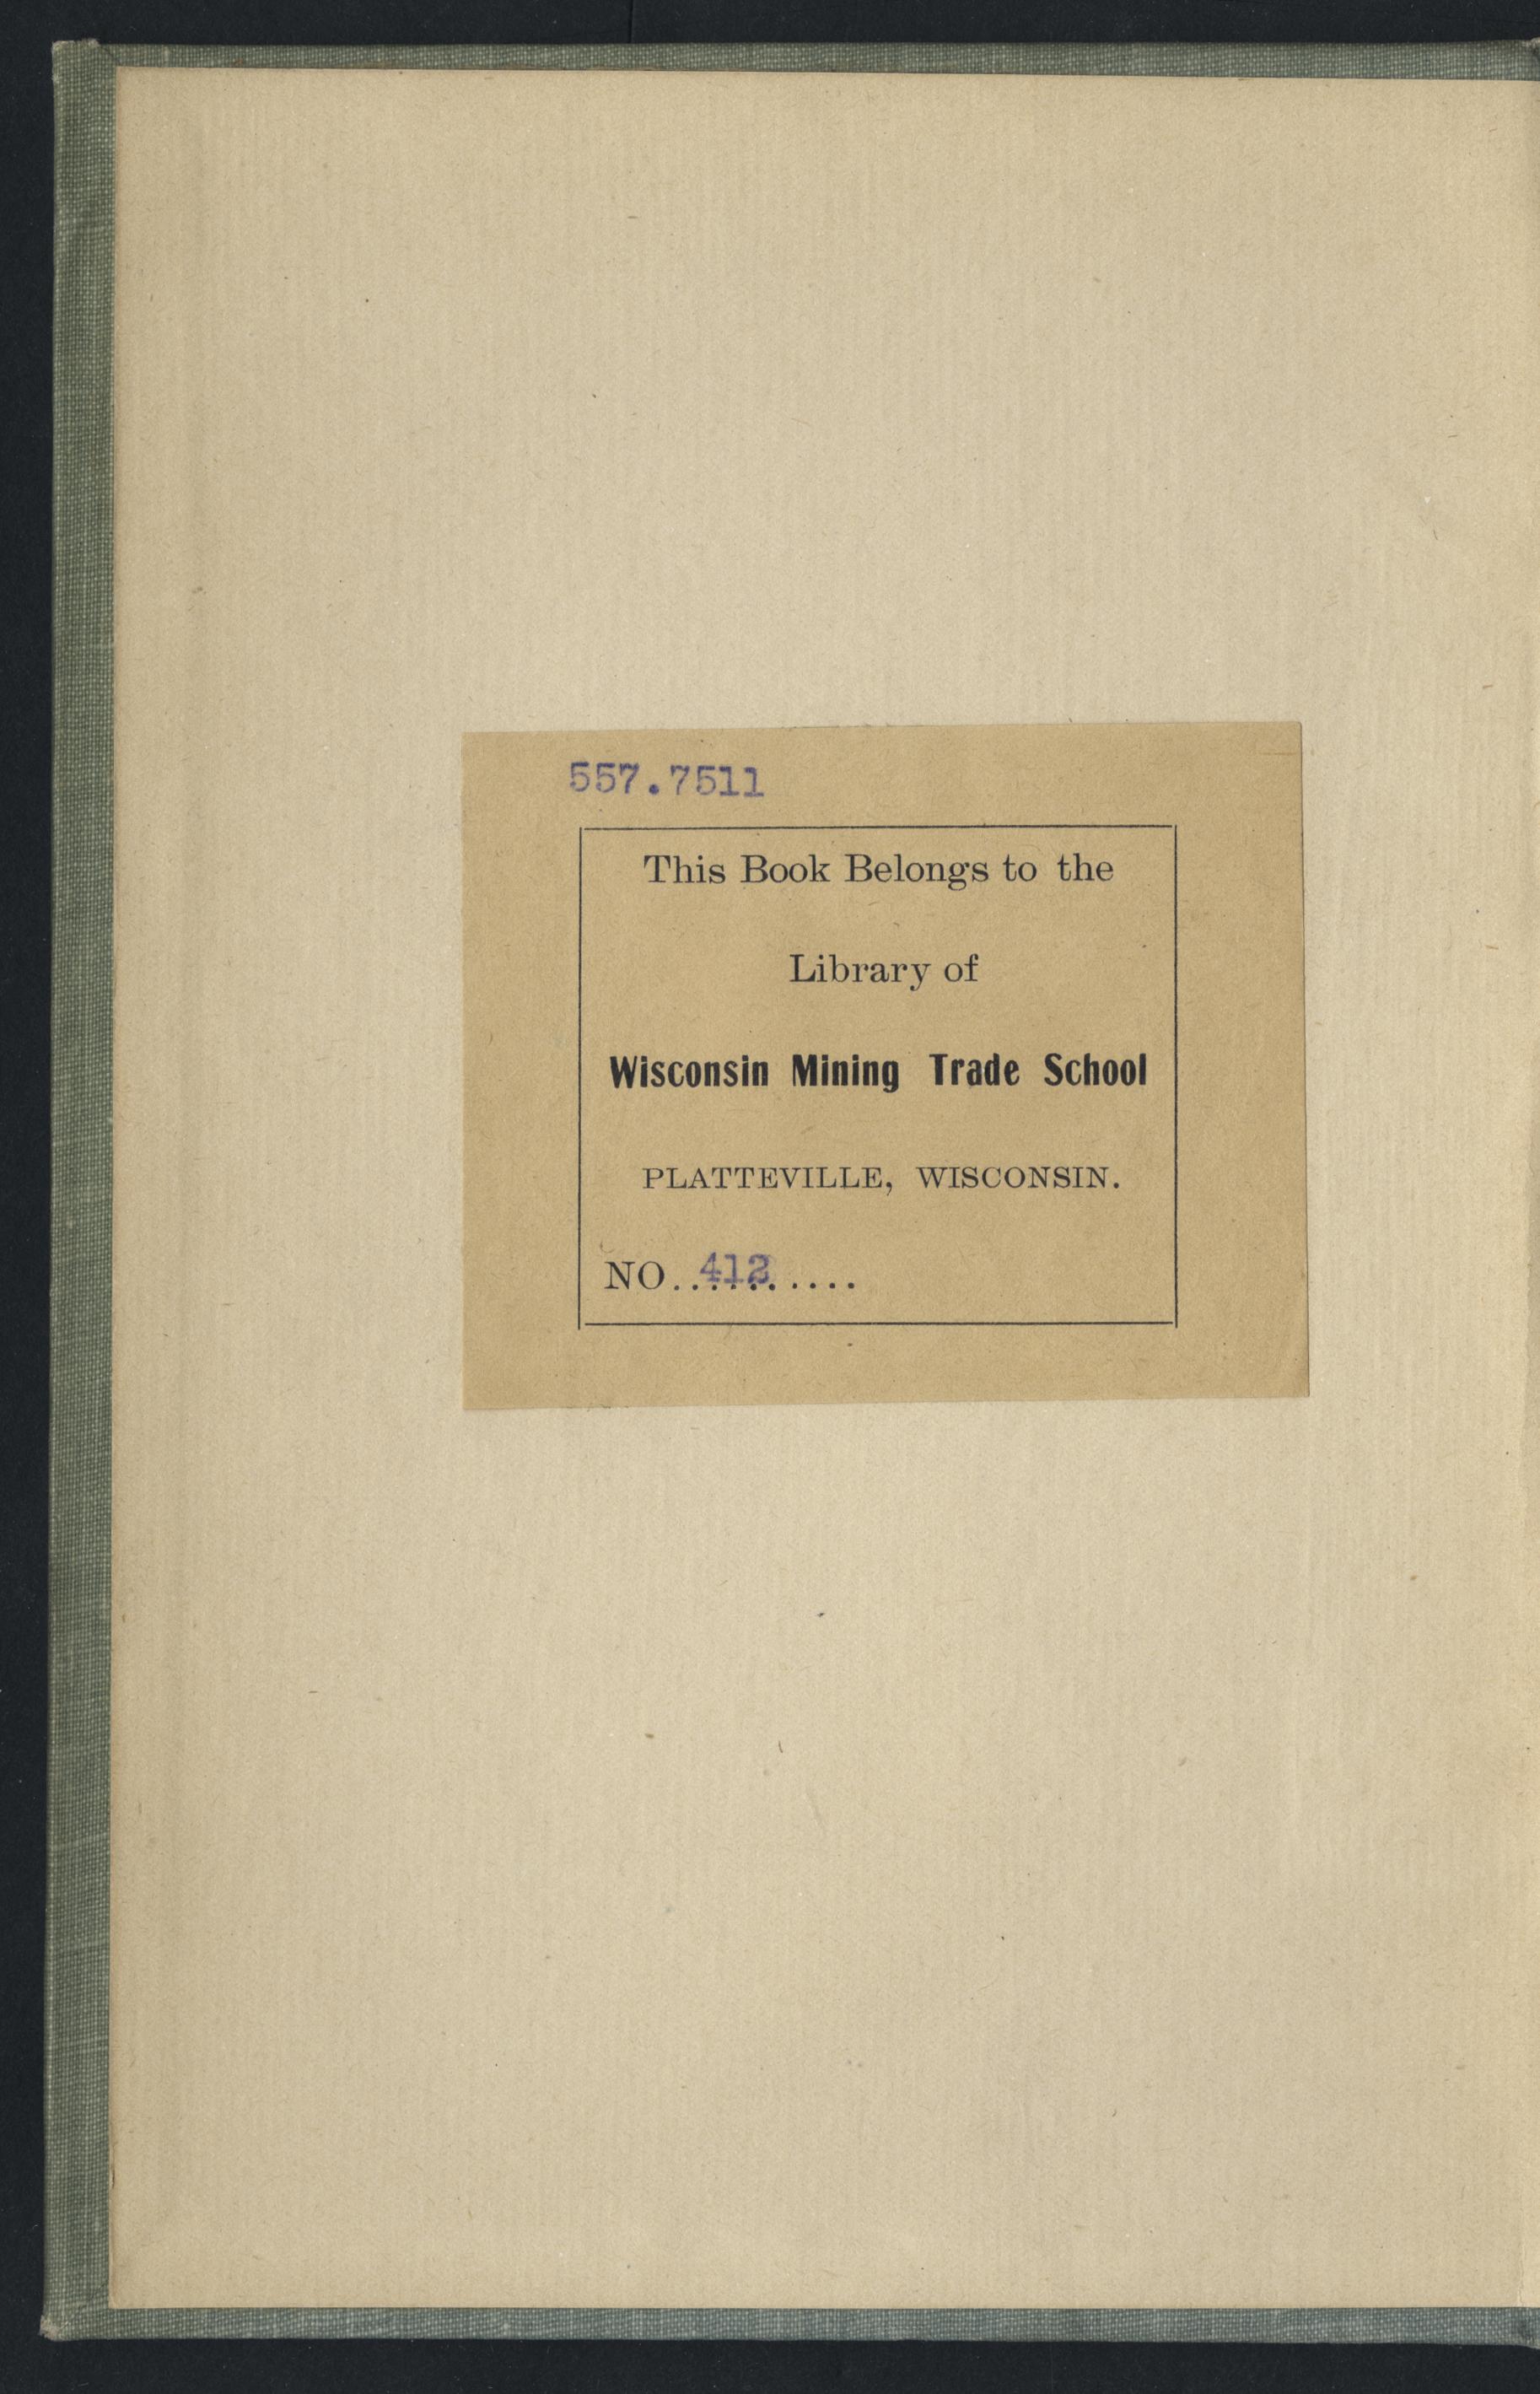 557.7511
This Book Belongs to the
Library of
Wisconsin Mining Trade School
PLATTEVILLE, WISCONSIN.
NO..412.....